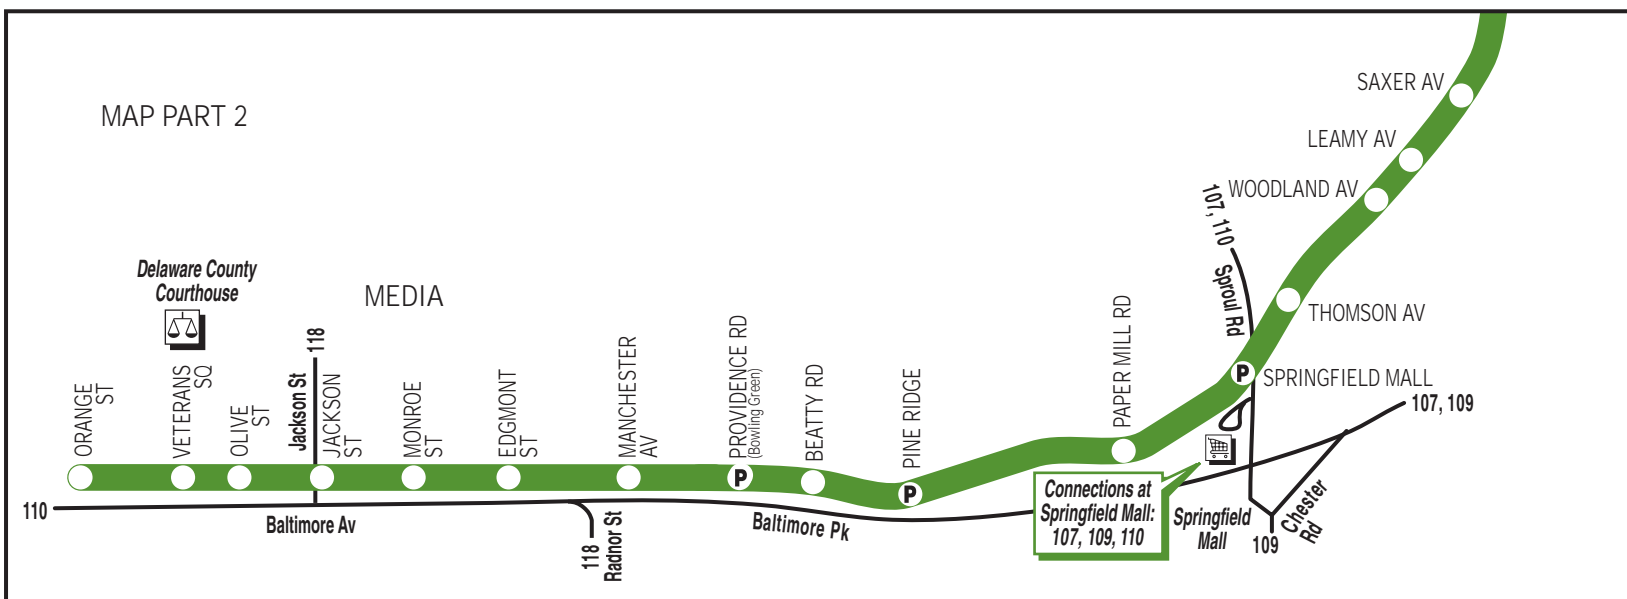 MAP PART 2
SAXER AV
LEAMY AV
WOODLAND AV
107, 110
Sproul Rd
THOMSON AV
Delaware County
Courthouse
MEDIA
118
Jackson St
ORANGE
ST
VETERANS
SQ
OLIVE
ST
JACKSON
ST
MONROE
ST
EDGMONT
ST
MANCHESTER
AV
PROVIDENCE RD
(Bowling Green)
BEATTY RD
PINE RIDGE
PAPER MILL RD
P
SPRINGFIELD MALL
107, 109
P
P
110
Baltimore Av
118
Radnor St
Baltimore Pk
Connections at
Springfield Mall:
107, 109, 110
Springfield
Mall
109
Chester
Rd